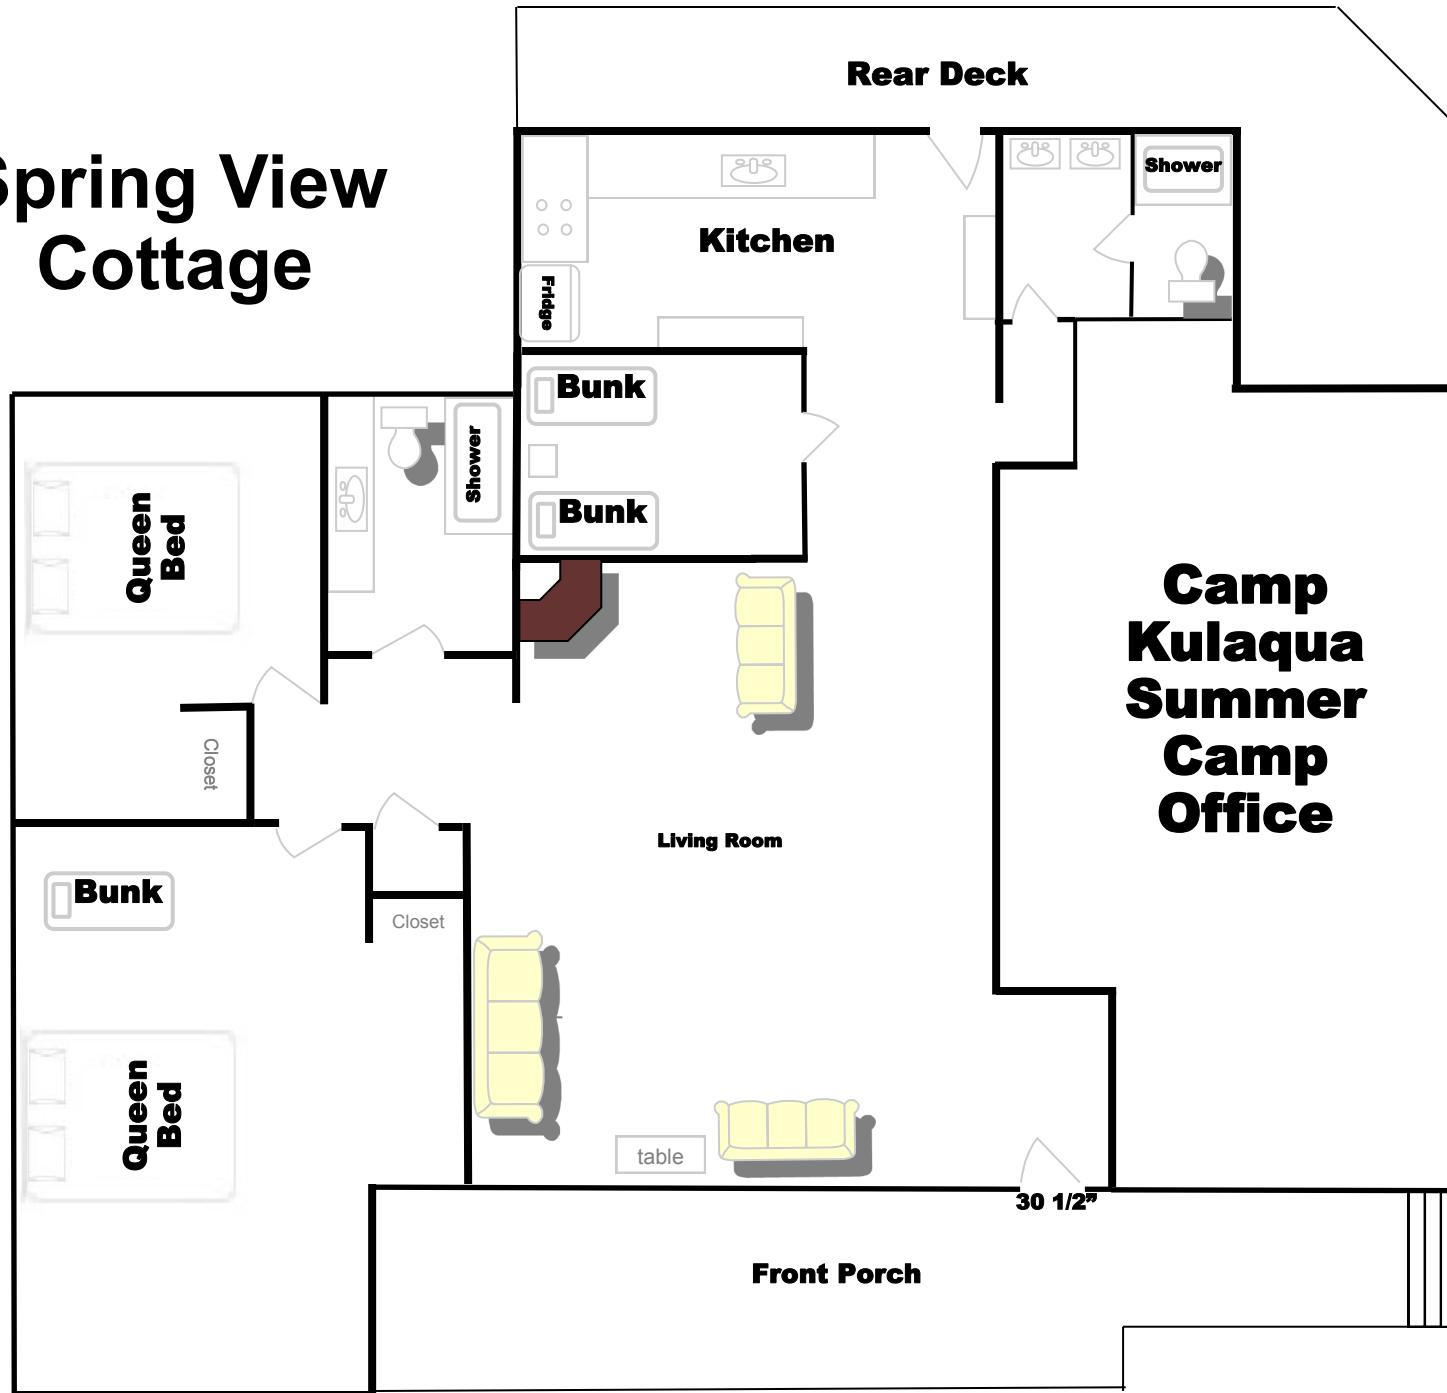 Rear Deck
Spring View
Cottage
Shower
Kitchen
Fridge
Bunk
Shower
Queen
Bed
Bunk
Camp
Kulaqua
Summer
Camp
Office
Closet
Living Room
Bunk
Closet
Queen
Bed
table
30 1/2”
Front Porch